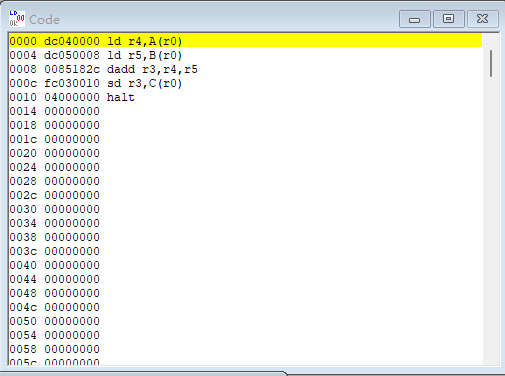 Code
0000 dc040000 ld r4,A(r0)
0004 dc050008 ld r5,B(r0)
0008 0085182c dadd r3,r4,r5
000c fc030010 sd r3,C(r0)
0010 04000000 halt
0014 00000000
0018 00000000
001c 00000000
0020 00000000
0024 00000000
0028 00000000
002c 00000000
0030 00000000
0034 00000000
0038 00000000
003c 00000000
0040 00000000
0044 00000000
0048 00000000
004c 00000000
0050 00000000
0054 00000000
0058 00000000
005c 00000000